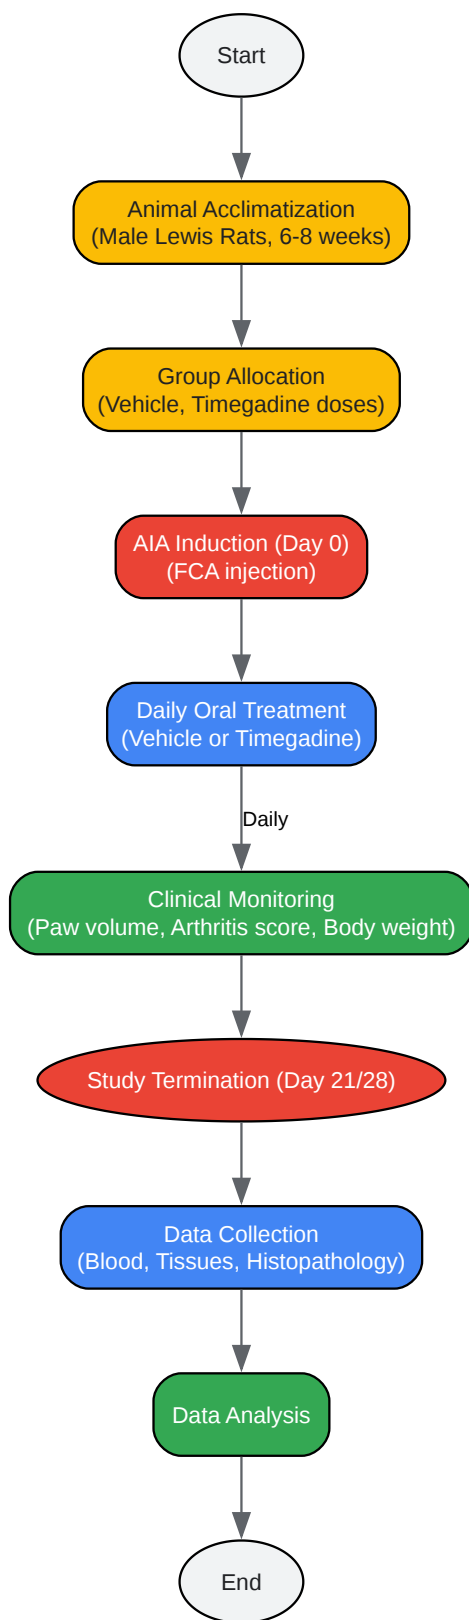 Start
Animal Acclimatization
(Male Lewis Rats, 6-8 weeks)
Group Allocation
(Vehicle, Timegadine doses)
AIA Induction (Day 0)
(FCA injection)
Daily Oral Treatment
(Vehicle or Timegadine)
Daily
Clinical Monitoring
(Paw volume, Arthritis score, Body weight)
Study Termination (Day 21/28)
Data Collection
(Blood, Tissues, Histopathology)
Data Analysis
End